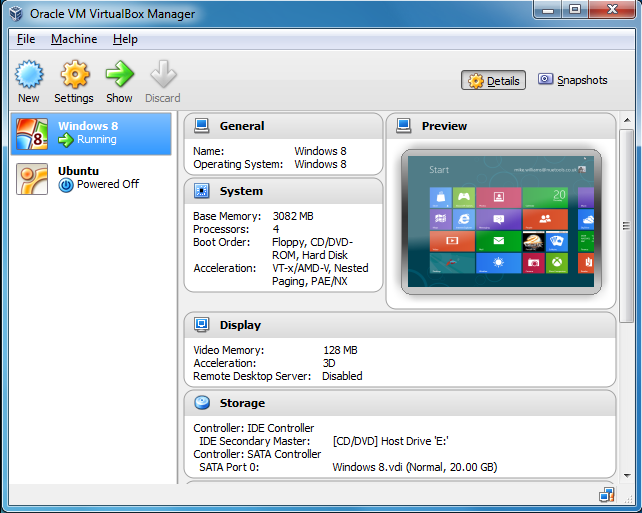 Oracle VM VirtualBox Manager
File Machine Help
New Settings Show Discard
Details Snapshots
Windows 8
Running
Ubuntu
Powered Off
General
Name: Windows 8
Operating System: Windows 8
System
Base Memory: 3082 MB
Processors: 4
Boot Order: Floppy, CD/DVD-
ROM, Hard Disk
Acceleration: VT-x/AMD-V, Nested
Paging, PAE/NX
Preview
Start
20
Display
Video Memory: 128 MB
Acceleration: 3D
Remote Desktop Server: Disabled
Storage
Controller: IDE Controller
IDE Secondary Master: [CD/DVD] Host Drive 'E:'
Controller: SATA Controller
SATA Port 0: Windows 8.vdi (Normal, 20.00 GB)